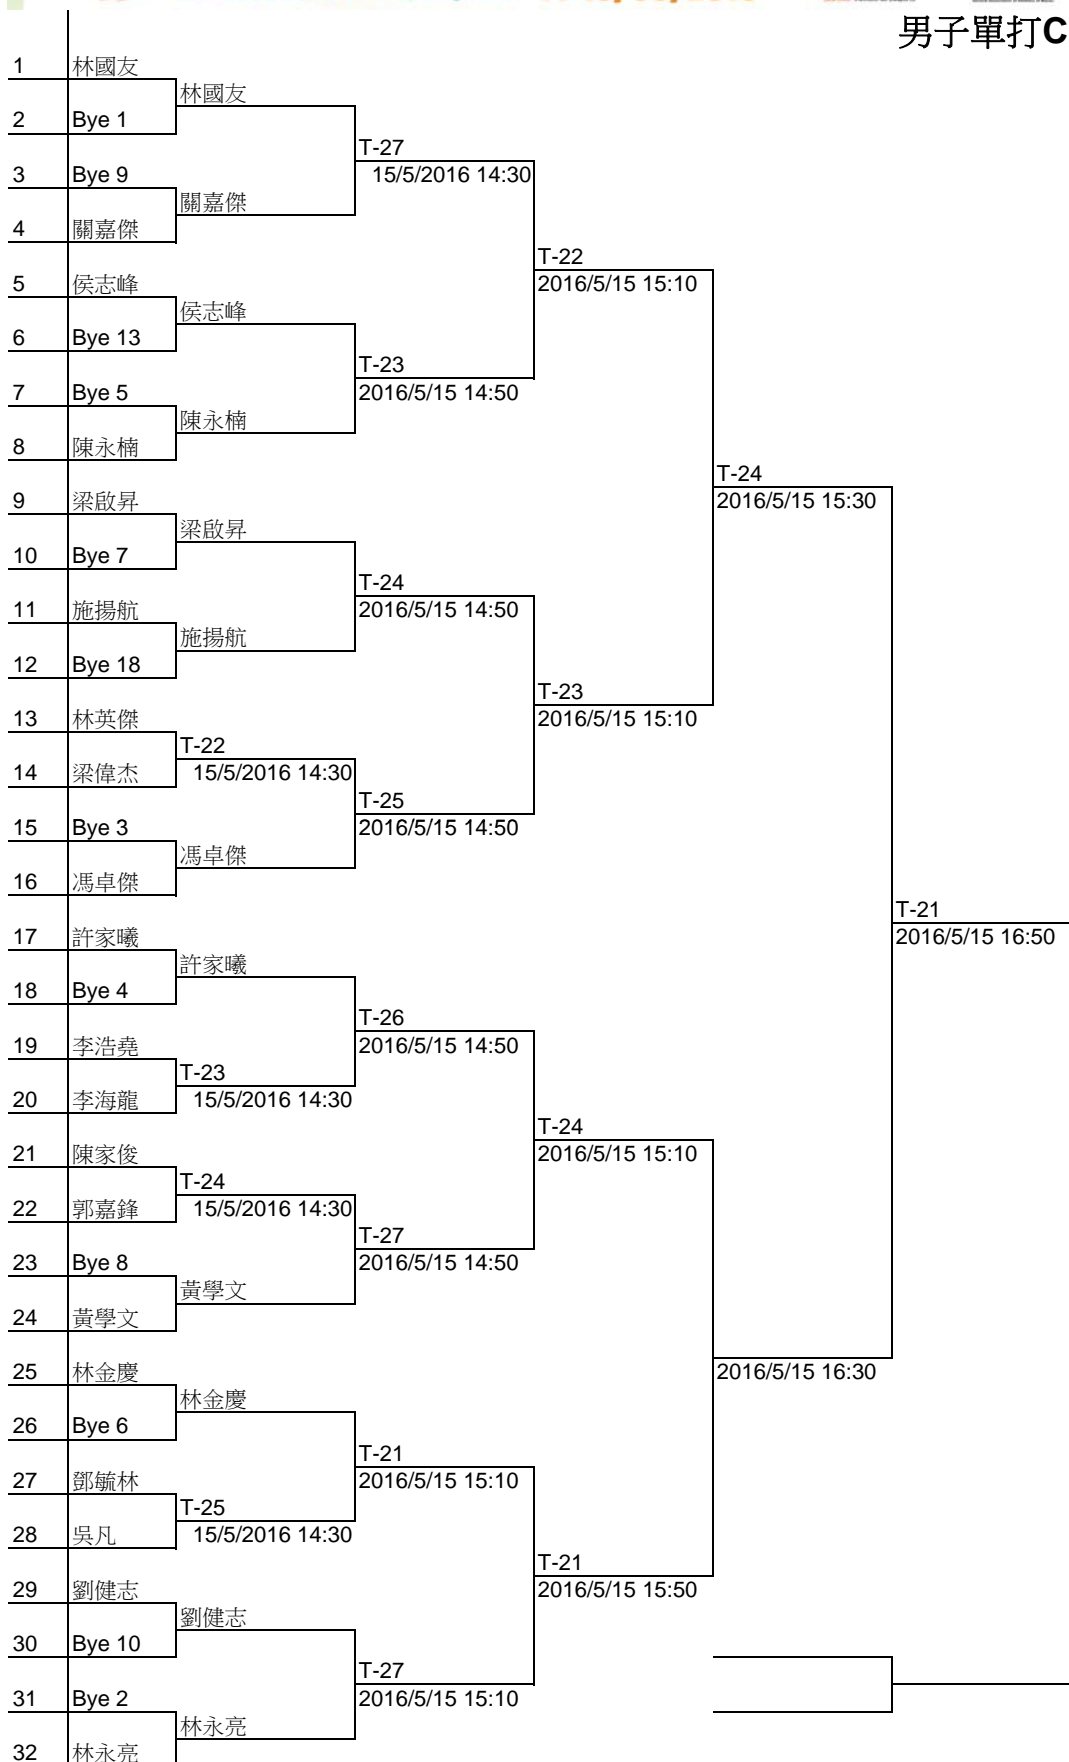 男子單打C
1 林國友
林國友
2 Bye 1
T-27
3 Bye 9
15/5/2016 14:30
關嘉傑
4 關嘉傑
T-22
5 侯志峰
2016/5/15 15:10
侯志峰
6 Bye 13
T-23
7 Bye 5
2016/5/15 14:50
陳永楠
8 陳永楠
T-24
9 梁啟昇
2016/5/15 15:30
梁啟昇
10 Bye 7
T-24
11 施揚航
2016/5/15 14:50
施揚航
12 Bye 18
T-23
13 林英傑
2016/5/15 15:10
T-22
14 梁偉杰
15/5/2016 14:30
T-25
15 Bye 3
2016/5/15 14:50
馮卓傑
16 馮卓傑
T-21
17 許家曦
2016/5/15 16:50
許家曦
18 Bye 4
T-26
19 李浩堯
2016/5/15 14:50
T-23
20 李海龍
15/5/2016 14:30
T-24
21 陳家俊
2016/5/15 15:10
T-24
22 郭嘉鋒
15/5/2016 14:30
T-27
23 Bye 8
2016/5/15 14:50
黃學文
24 黃學文
25 林金慶
2016/5/15 16:30
林金慶
26 Bye 6
T-21
27 鄧毓林
2016/5/15 15:10
T-25
28 吳凡
15/5/2016 14:30
T-21
29 劉健志
2016/5/15 15:50
劉健志
30 Bye 10
T-27
31 Bye 2
2016/5/15 15:10
林永亮
32 林永亮